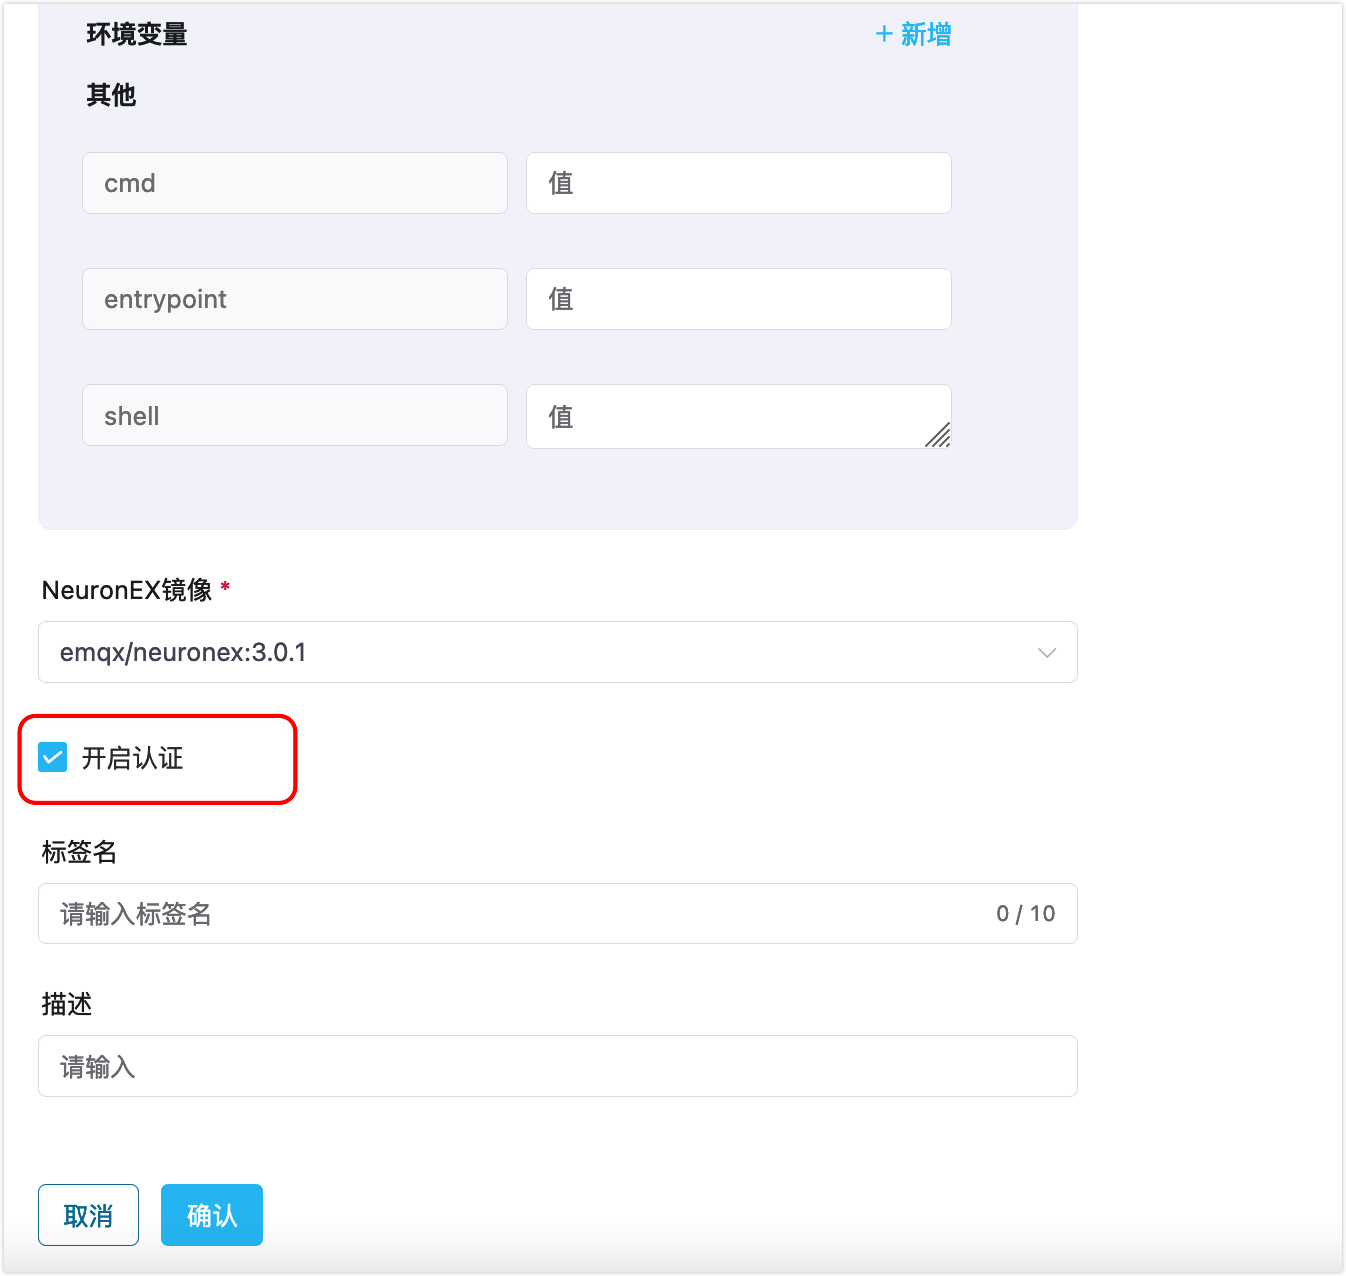 环境变量
+ 新增
其他
cmd
值
entrypoint
值
shell
值
NeuronEX镜像 *
emqx/neuronex:3.0.1
开启认证
标签名
请输入标签名
0 / 10
描述
请输入
取消
确认